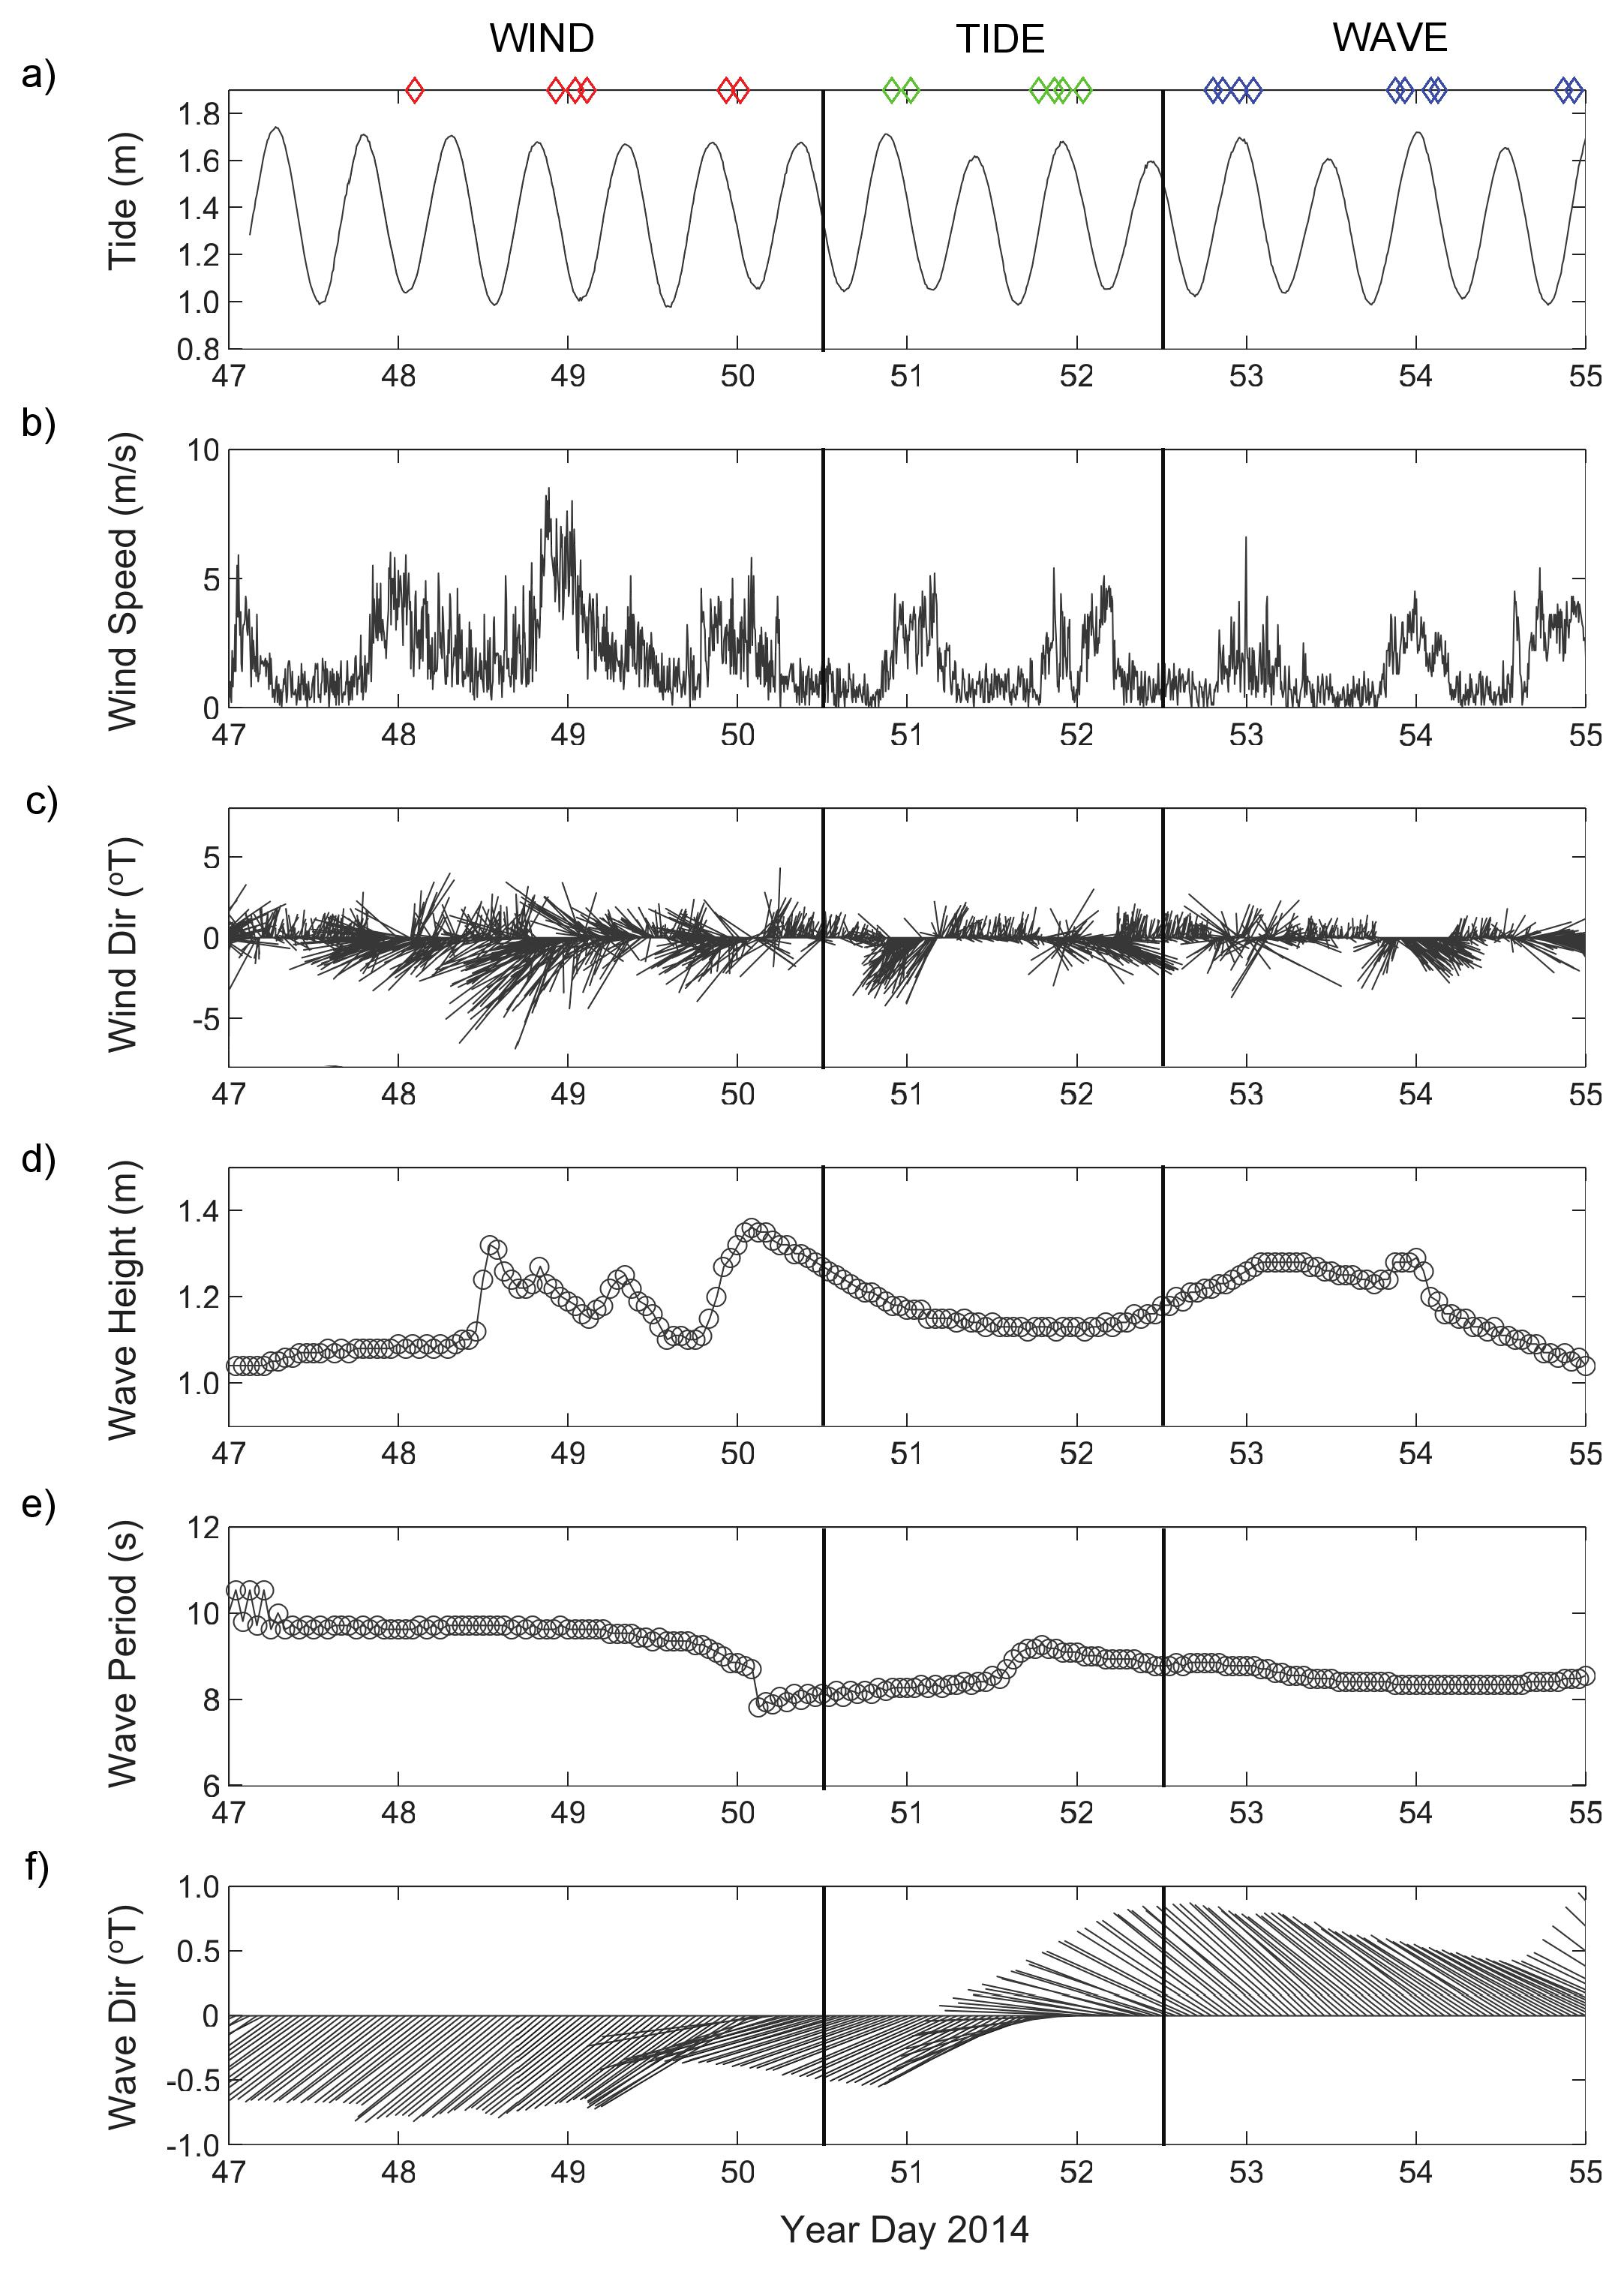 WIND TIDE WAVE
a)
Tide (m)
1.8
1.6
1.4
1.2
1.0
0.8
47 48 49 50 51 52 53 54 55
b)
Wind Speed (m/s)
10
5
0
47 48 49 50 51 52 53 54 55
c)
Wind Dir (ºT)
5
0
-5
47 48 49 50 51 52 53 54 55
d)
Wave Height (m)
1.4
1.2
1.0
47 48 49 50 51 52 53 54 55
e)
Wave Period (s)
12
10
8
6
47 48 49 50 51 52 53 54 55
f)
Wave Dir (ºT)
1.0
0.5
0
-0.5
-1.0
47 48 49 50 51 52 53 54 55
Year Day 2014